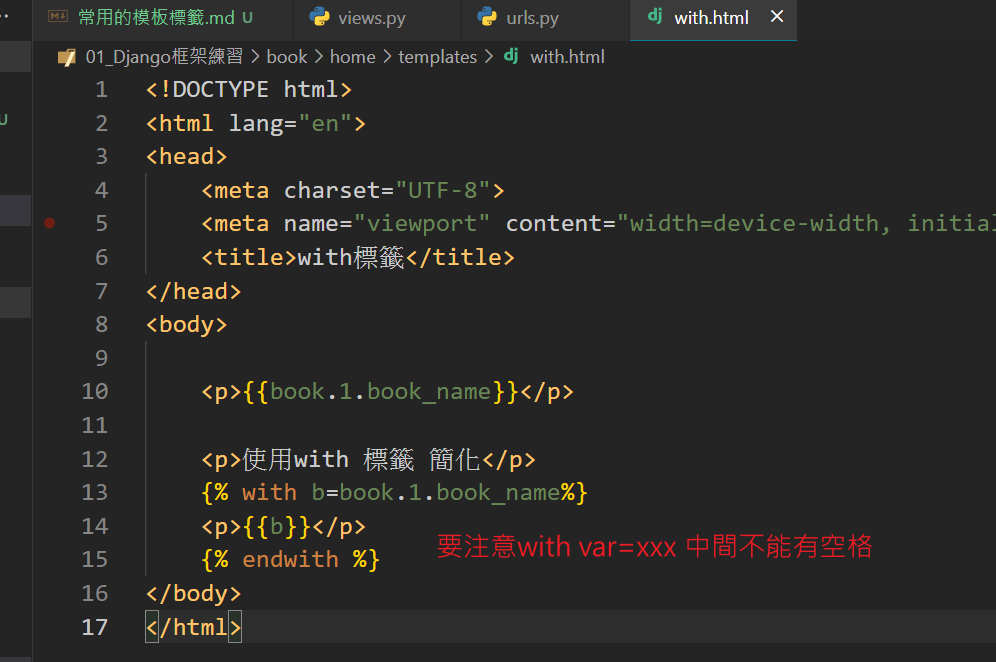 常用的模板標籤.md U views.py urls.py with.html
01_Django框架練習 > book > home > templates > with.html
U
1 <!DOCTYPE html>
2 <html lang="en">
3 <head>
4 <meta charset="UTF-8">
5 <meta name="viewport" content="width=device-width, initial
6 <title>with標籤</title>
7 </head>
8 <body>
9
10 <p>{{book.1.book_name}}</p>
11
12 <p>使用with 標籤 簡化</p>
13 {% with b=book.1.book_name%}
14 <p>{{b}}</p>
要注意with var=xxx 中間不能有空格
15 {% endwith %}
16 </body>
17 </html>